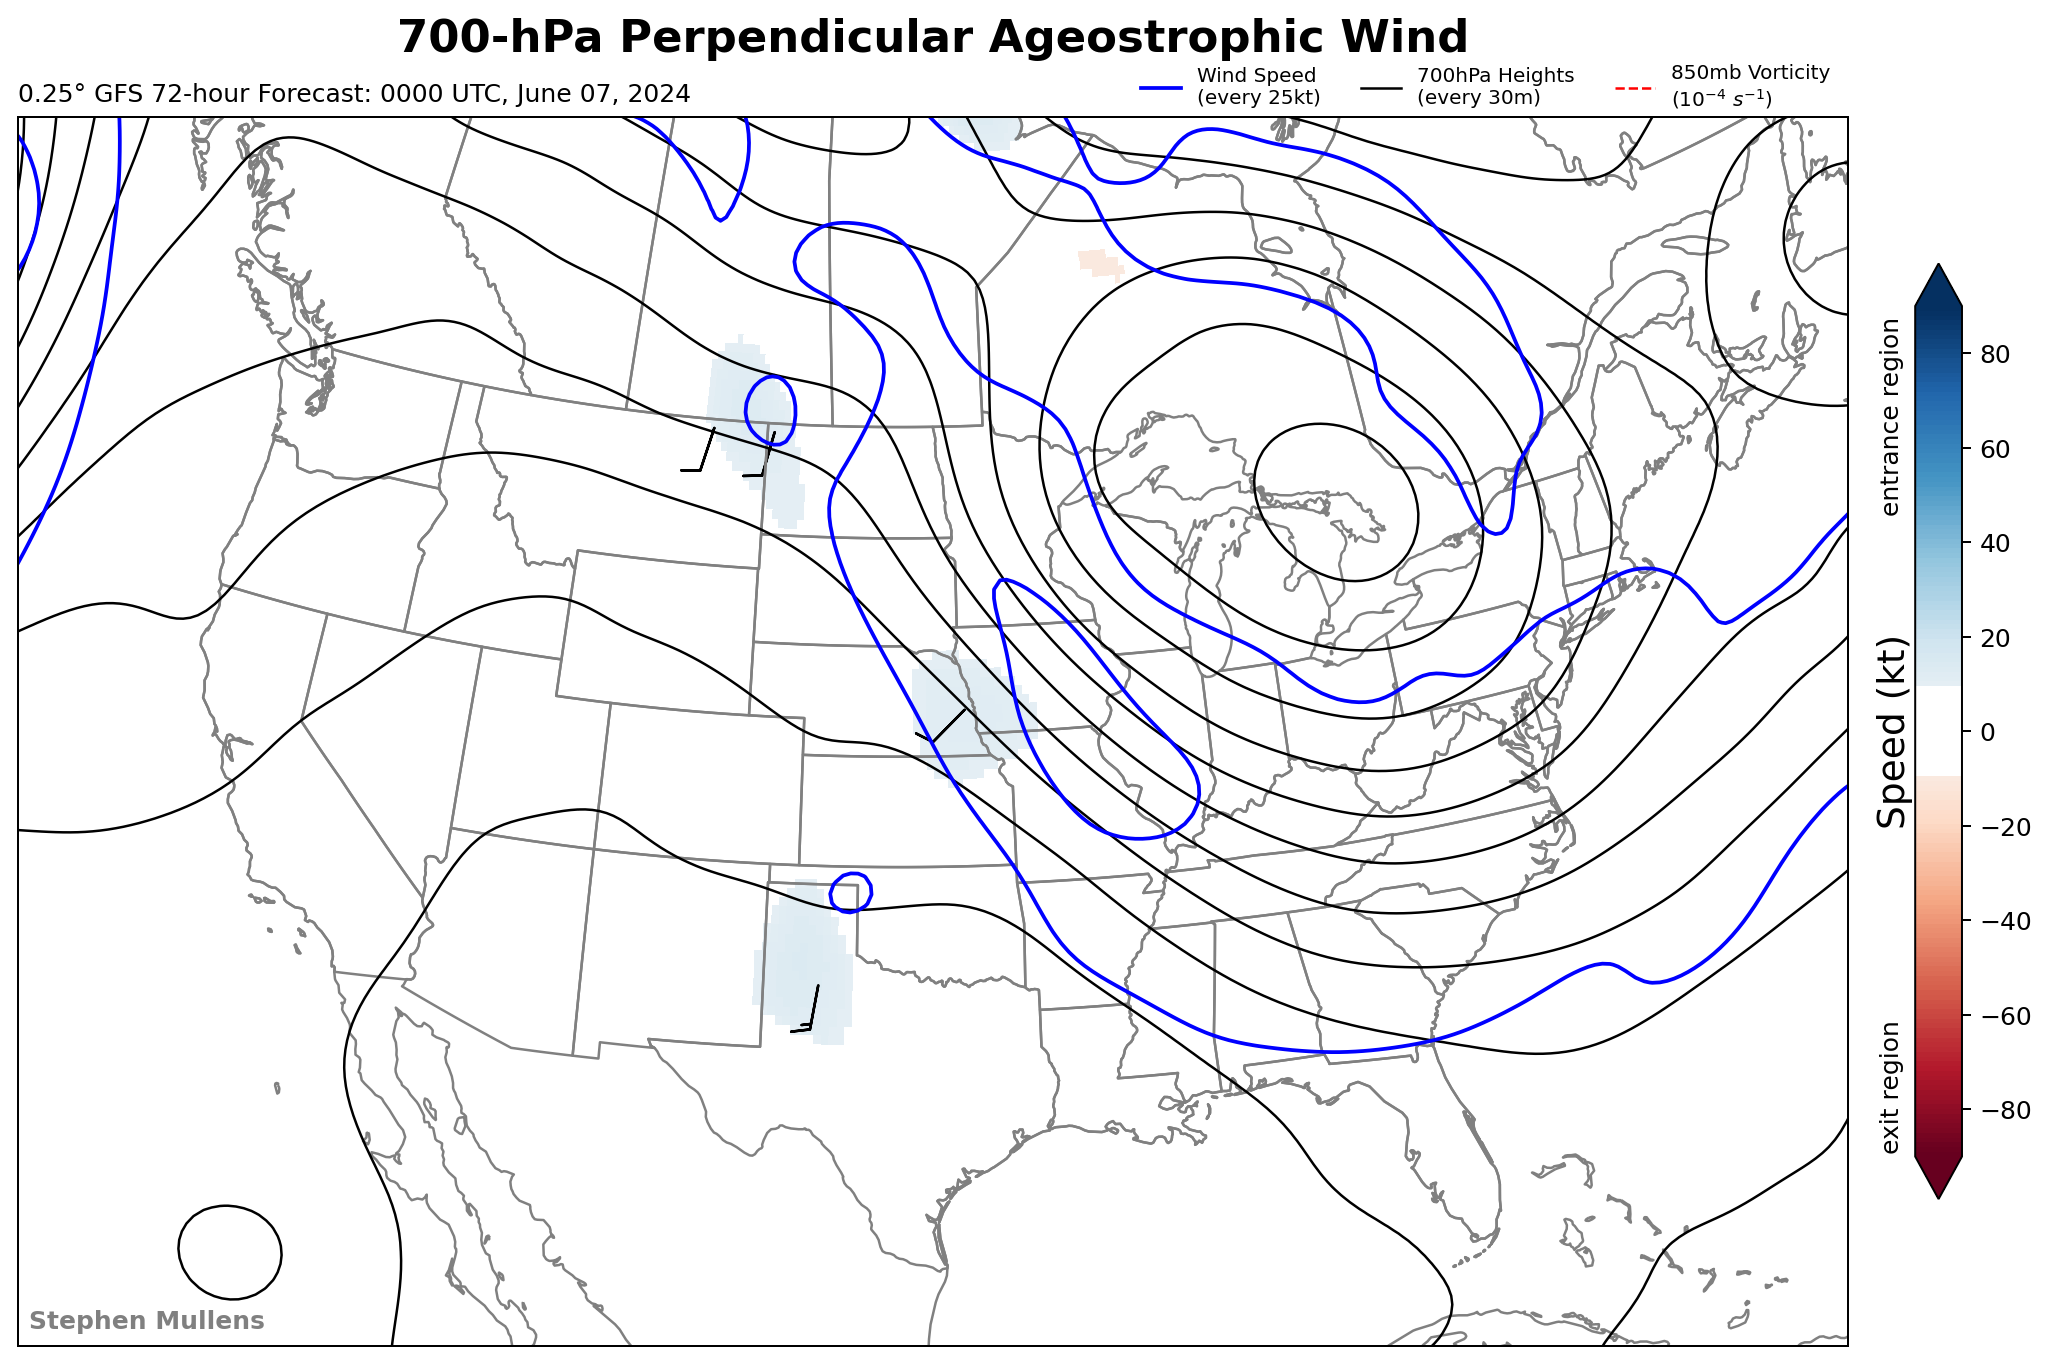 700-hPa Perpendicular Ageostrophic Wind
0.25° GFS 72-hour Forecast: 0000 UTC, June 07, 2024
Wind Speed
(every 25kt)
700hPa Heights
(every 30m)
850mb Vorticity
(10⁻⁴ s⁻¹)
entrance region
exit region
Speed (kt)
80
60
40
20
0
−20
−40
−60
−80
Stephen Mullens